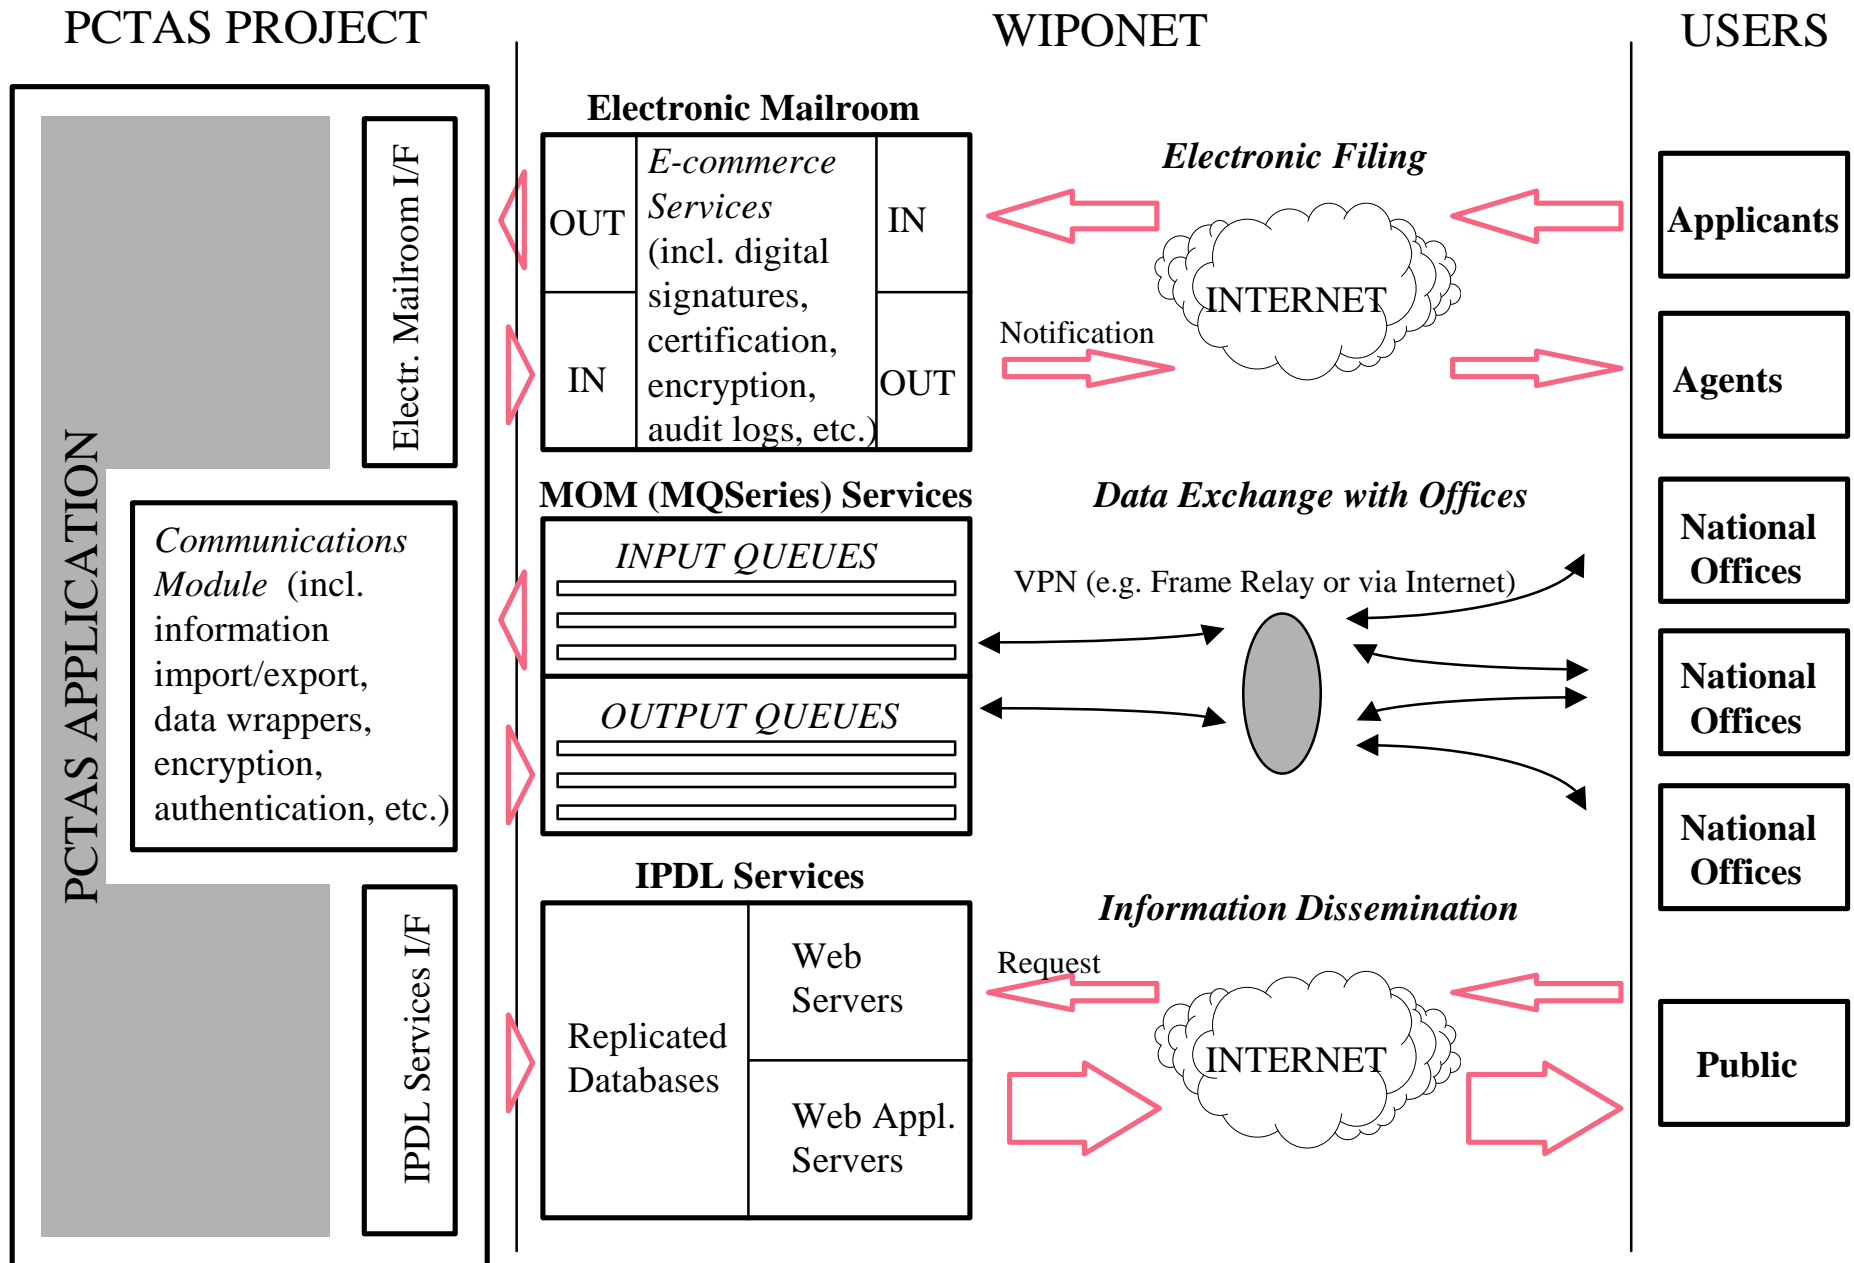 PCTAS PROJECT
WIPONET
USERS
PCTAS APPLICATION
Electr. Mailroom I/F
Communications
Module (incl.
information
import/export,
data wrappers,
encryption,
authentication, etc.)
IPDL Services I/F
Electronic Mailroom
OUT
IN
E-commerce
Services
(incl. digital
signatures,
certification,
encryption,
audit logs, etc.)
IN
OUT
Electronic Filing
INTERNET
Notification
Applicants
Agents
MOM (MQSeries) Services
INPUT QUEUES
OUTPUT QUEUES
Data Exchange with Offices
VPN (e.g. Frame Relay or via Internet)
National
Offices
National
Offices
National
Offices
IPDL Services
Replicated
Databases
Web
Servers
Web Appl.
Servers
Information Dissemination
Request
INTERNET
Public